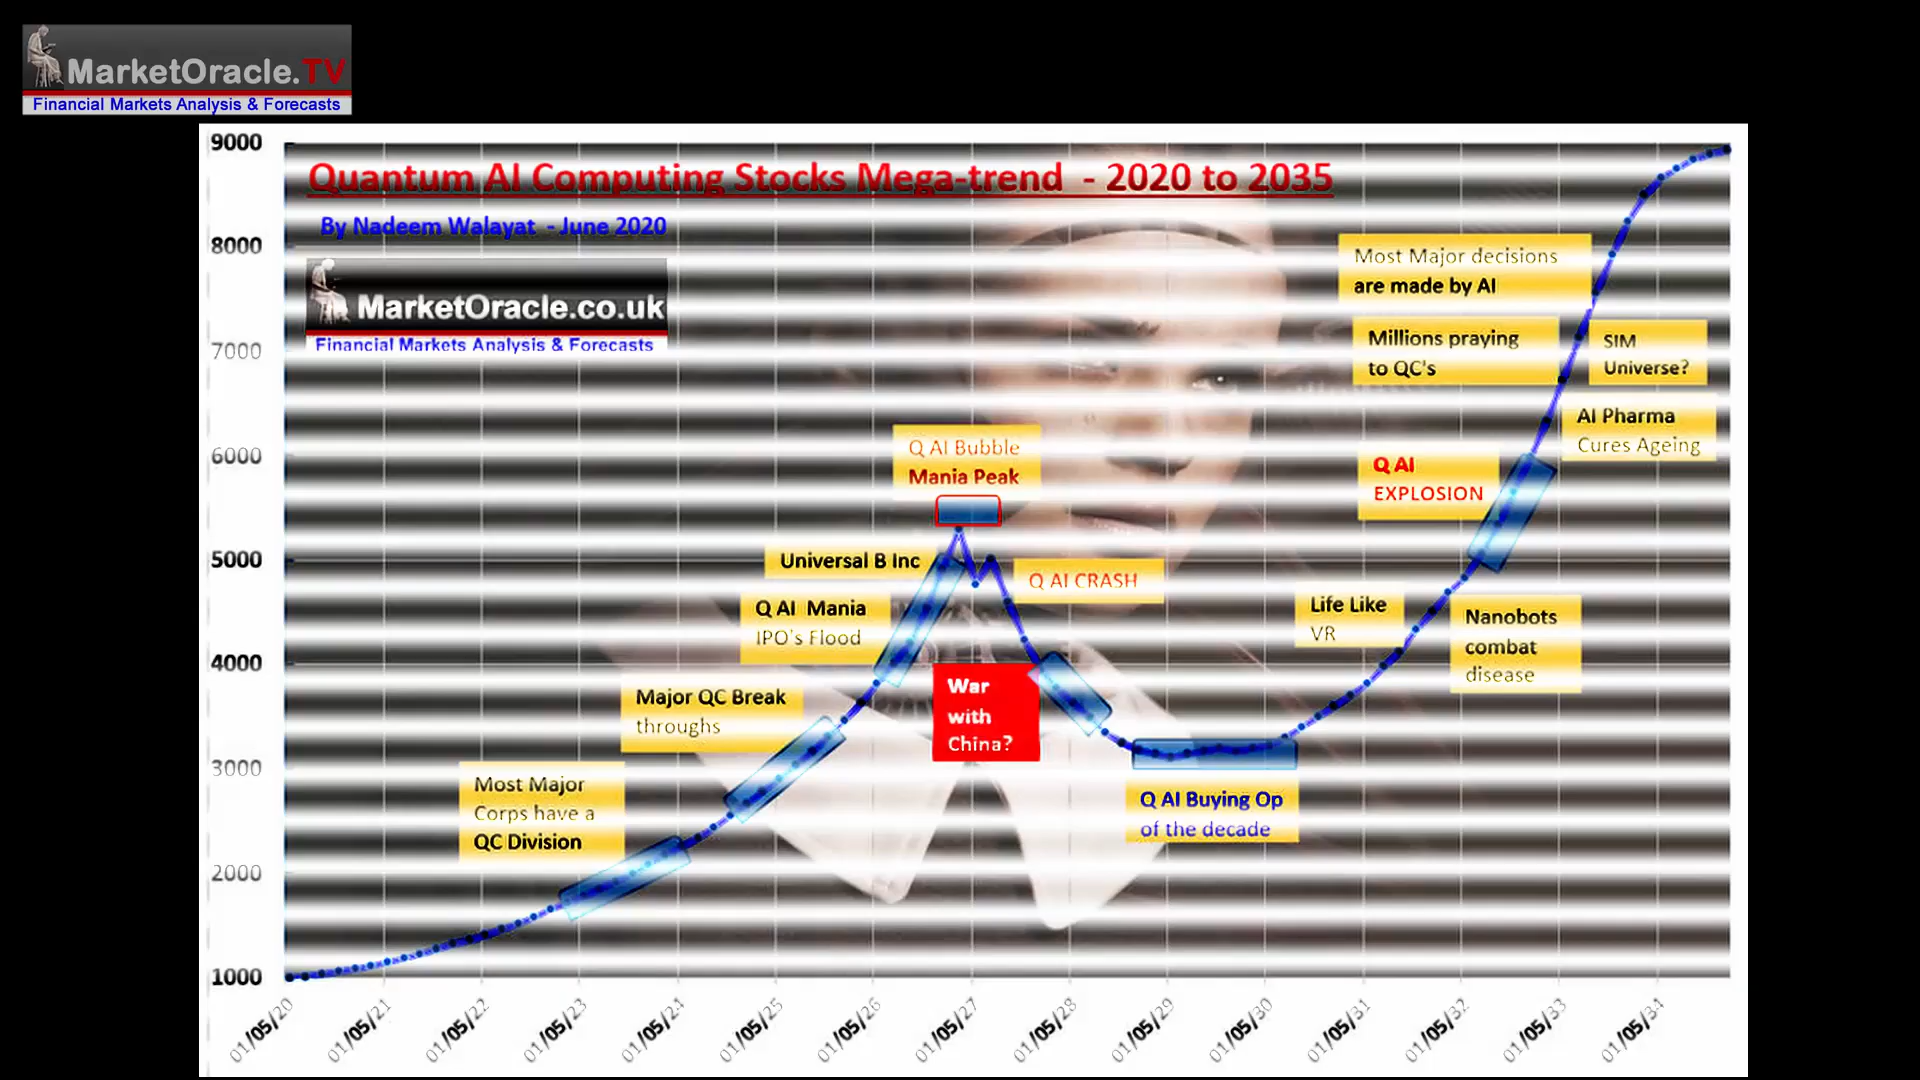 MarketOracle.TV
Financial Markets Analysis & Forecasts
9000
8000
7000
6000
5000
4000
3000
2000
1000
Quantum AI Computing Stocks Mega-trend - 2020 to 2035
By Nadeem Walayat - June 2020
MarketOracle.co.uk
Financial Markets Analysis & Forecasts
Most Major
Corps have a
QC Division
Major QC Break
throughs
Q AI Mania
IPO's Flood
Universal B Inc
Q AI Bubble
Mania Peak
Q AI CRASH
War
with
China?
Q AI Buying Op
of the decade
Life Like
VR
Nanobots
combat
disease
Q AI
EXPLOSION
AI Pharma
Cures Ageing
Millions praying
to QC's
SIM
Universe?
Most Major decisions
are made by AI
01/05/20
01/05/21
01/05/22
01/05/23
01/05/24
01/05/25
01/05/26
01/05/27
01/05/28
01/05/29
01/05/30
01/05/31
01/05/32
01/05/33
01/05/34